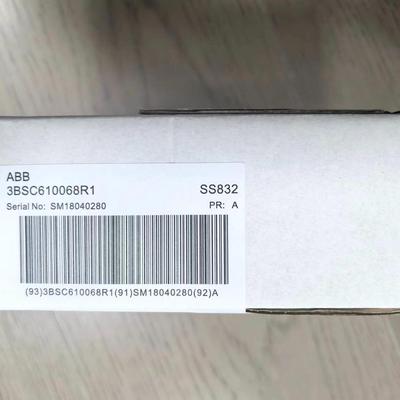 ABB
3BSC610068R1 SS832
Serial No: SM18040280 PR: A
(93)3BSC610068R1(91)SM18040280(92)A